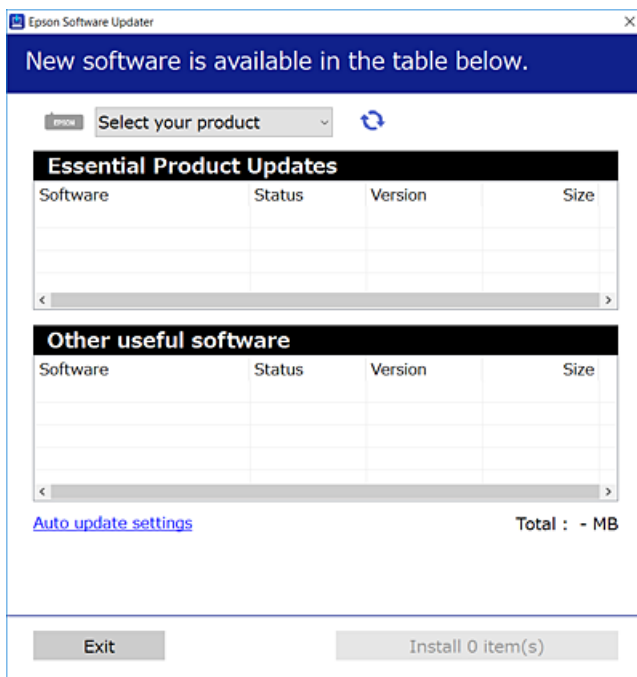 Epson Software Updater
New software is available in the table below.
EPSON Select your product
Essential Product Updates
Software Status Version Size
Other useful software
Software Status Version Size
Auto update settings Total : - MB
Exit Install 0 item(s)